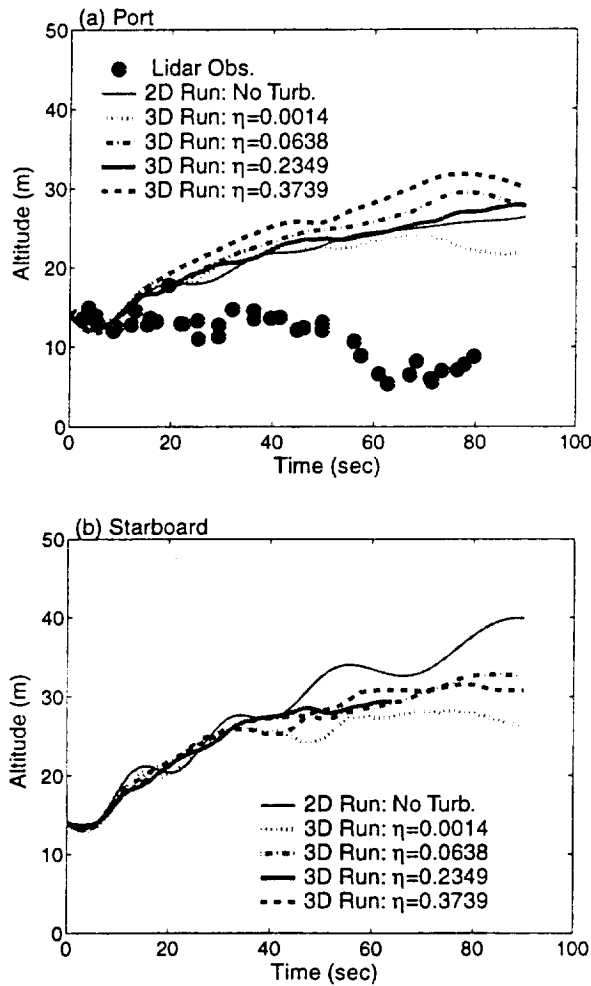 (a) Port
50
Lidar Obs.
2D Run: No Turb.
40
3D Run: η=0.0014
3D Run: η=0.0638
3D Run: η=0.2349
30
3D Run: η=0.3739
Altitude (m)
20
10
0
0 20 40 60 80 100
Time (sec)
(b) Starboard
50
40
30
Altitude (m)
20
2D Run: No Turb.
3D Run: η=0.0014
10
3D Run: η=0.0638
3D Run: η=0.2349
3D Run: η=0.3739
0
0 20 40 60 80 100
Time (sec)